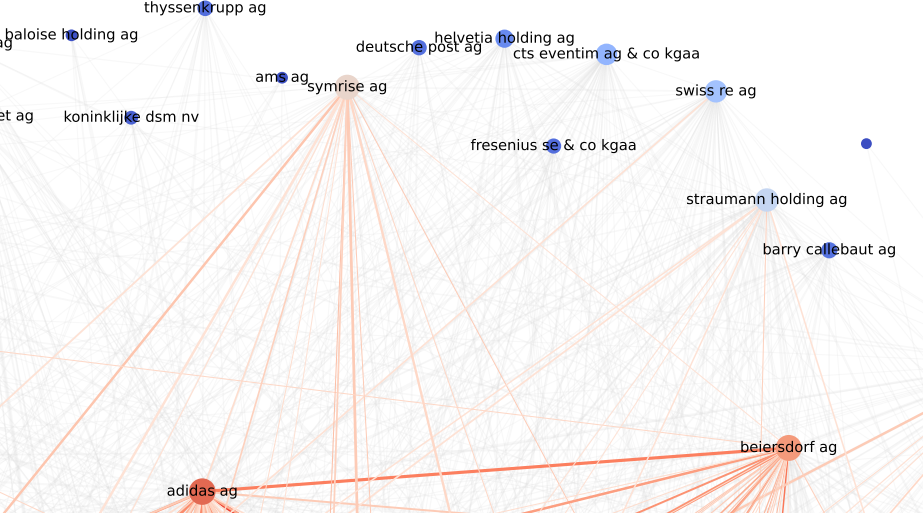 thyssenkrupp ag
baloise holding ag
ag
helvetia holding ag
deutsche post ag
cts eventim ag & co kgaa
ams ag
symrise ag
swiss re ag
et ag
koninklijke dsm nv
fresenius se & co kgaa
straumann holding ag
barry callebaut ag
beiersdorf ag
adidas ag